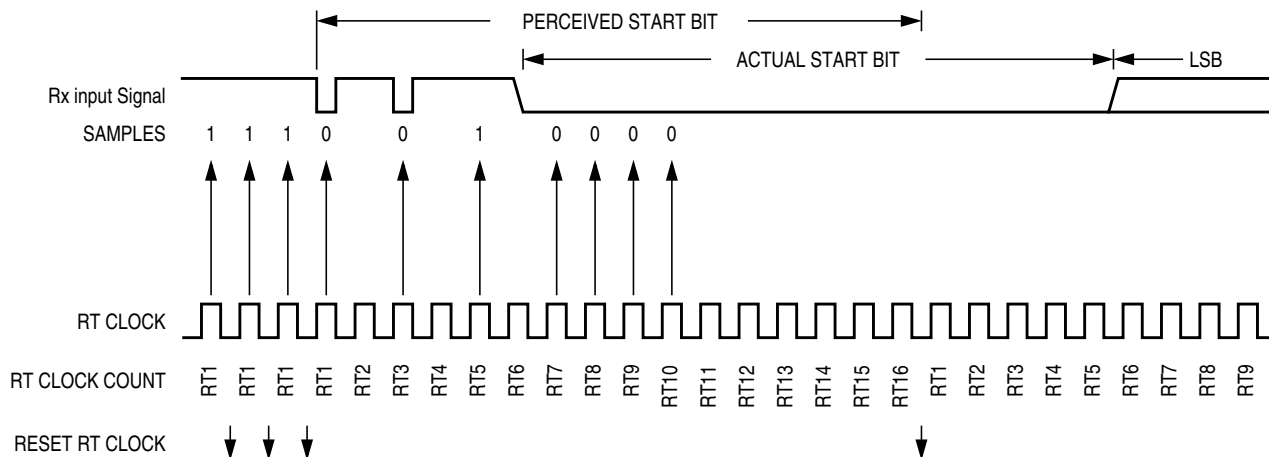 PERCEIVED START BIT
ACTUAL START BIT
LSB
Rx input Signal
SAMPLES 1 1 1 0 0 1 0 0 0 0
RT CLOCK
RT CLOCK COUNT RT1 RT1 RT1 RT1 RT2 RT3 RT4 RT5 RT6 RT7 RT8 RT9 RT10 RT11 RT12 RT13 RT14 RT15 RT16 RT1 RT2 RT3 RT4 RT5 RT6 RT7 RT8 RT9
RESET RT CLOCK